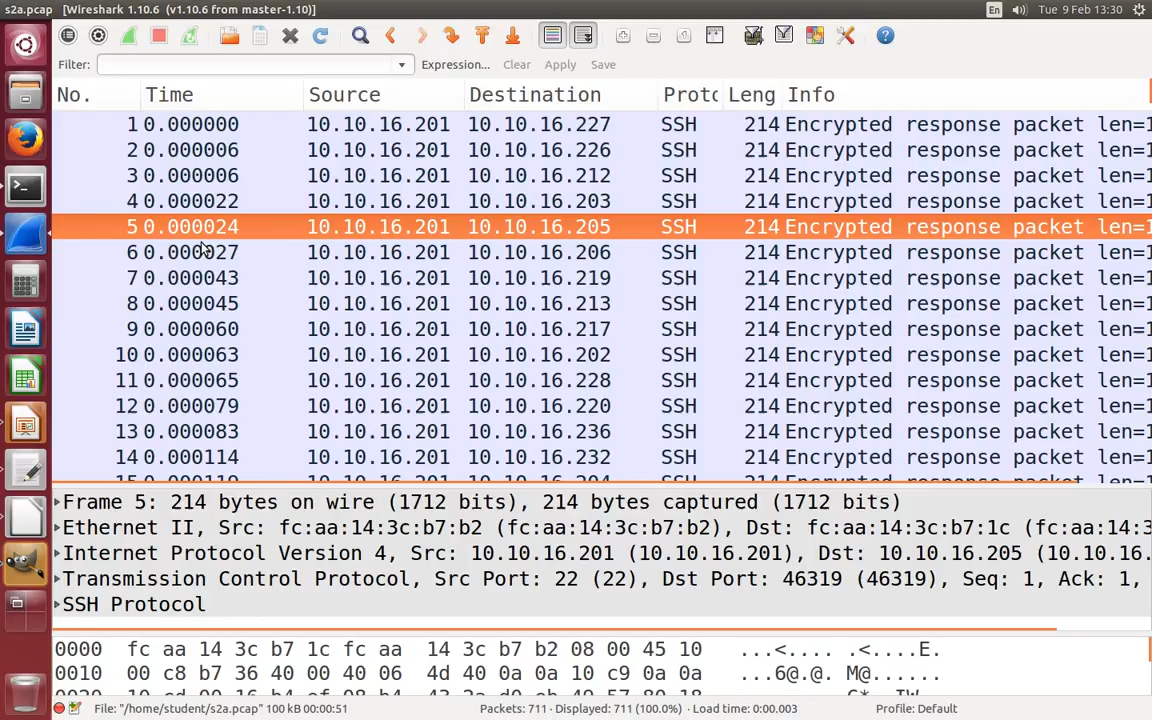 s2a.pcap   [Wireshark 1.10.6  (v1.10.6 from master-1.10)]
En
Tue 9 Feb 13:30
Filter:
Expression... Clear Apply Save
No. Time Source Destination Protc Leng Info
1 0.000000 10.10.16.201 10.10.16.227 SSH 214 Encrypted response packet len=1
2 0.000006 10.10.16.201 10.10.16.226 SSH 214 Encrypted response packet len=1
3 0.000006 10.10.16.201 10.10.16.212 SSH 214 Encrypted response packet len=1
4 0.000022 10.10.16.201 10.10.16.203 SSH 214 Encrypted response packet len=1
5 0.000024 10.10.16.201 10.10.16.205 SSH 214 Encrypted response packet len=1
6 0.000027 10.10.16.201 10.10.16.206 SSH 214 Encrypted response packet len=1
7 0.000043 10.10.16.201 10.10.16.219 SSH 214 Encrypted response packet len=1
8 0.000045 10.10.16.201 10.10.16.213 SSH 214 Encrypted response packet len=1
9 0.000060 10.10.16.201 10.10.16.217 SSH 214 Encrypted response packet len=1
10 0.000063 10.10.16.201 10.10.16.202 SSH 214 Encrypted response packet len=1
11 0.000065 10.10.16.201 10.10.16.228 SSH 214 Encrypted response packet len=1
12 0.000079 10.10.16.201 10.10.16.220 SSH 214 Encrypted response packet len=1
13 0.000083 10.10.16.201 10.10.16.236 SSH 214 Encrypted response packet len=1
14 0.000114 10.10.16.201 10.10.16.232 SSH 214 Encrypted response packet len=1
Frame 5: 214 bytes on wire (1712 bits), 214 bytes captured (1712 bits)
Ethernet II, Src: fc:aa:14:3c:b7:b2 (fc:aa:14:3c:b7:b2), Dst: fc:aa:14:3c:b7:1c (fc:aa:14:3
Internet Protocol Version 4, Src: 10.10.16.201 (10.10.16.201), Dst: 10.10.16.205 (10.10.16.
Transmission Control Protocol, Src Port: 22 (22), Dst Port: 46319 (46319), Seq: 1, Ack: 1,
SSH Protocol
0000 fc aa 14 3c b7 1c fc aa 14 3c b7 b2 08 00 45 10 ...<.... .<....E.
0010 00 c8 b7 36 40 00 40 06 4d 40 0a 0a 10 c9 0a 0a ...6@.@. M@......
File: "/home/student/s2a.pcap" 100 kB 00:00:51
Packets: 711 · Displayed: 711 (100.0%) · Load time: 0:00.003
Profile: Default